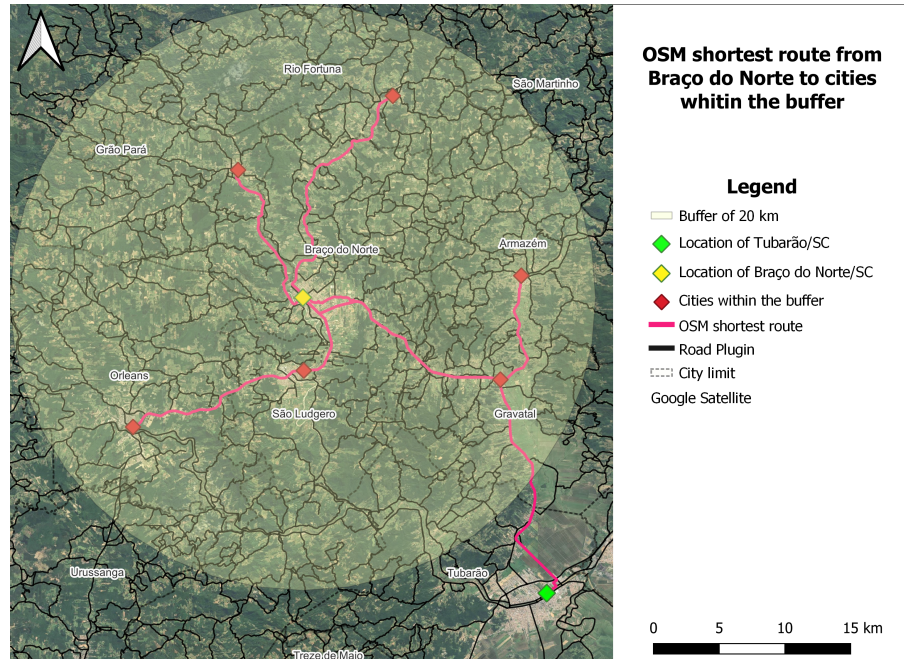 OSM shortest route from
Braço do Norte to cities
whitin the buffer
Rio Fortuna
São Martinho
Grão Pará
Braço do Norte
Armazém
Orleans
São Ludgero
Gravatal
Urussanga
Tubarão
Treze de Maio
Legend
Buffer of 20 km
Location of Tubarão/SC
Location of Braço do Norte/SC
Cities within the buffer
OSM shortest route
Road Plugin
City limit
Google Satellite
0 5 10 15 km